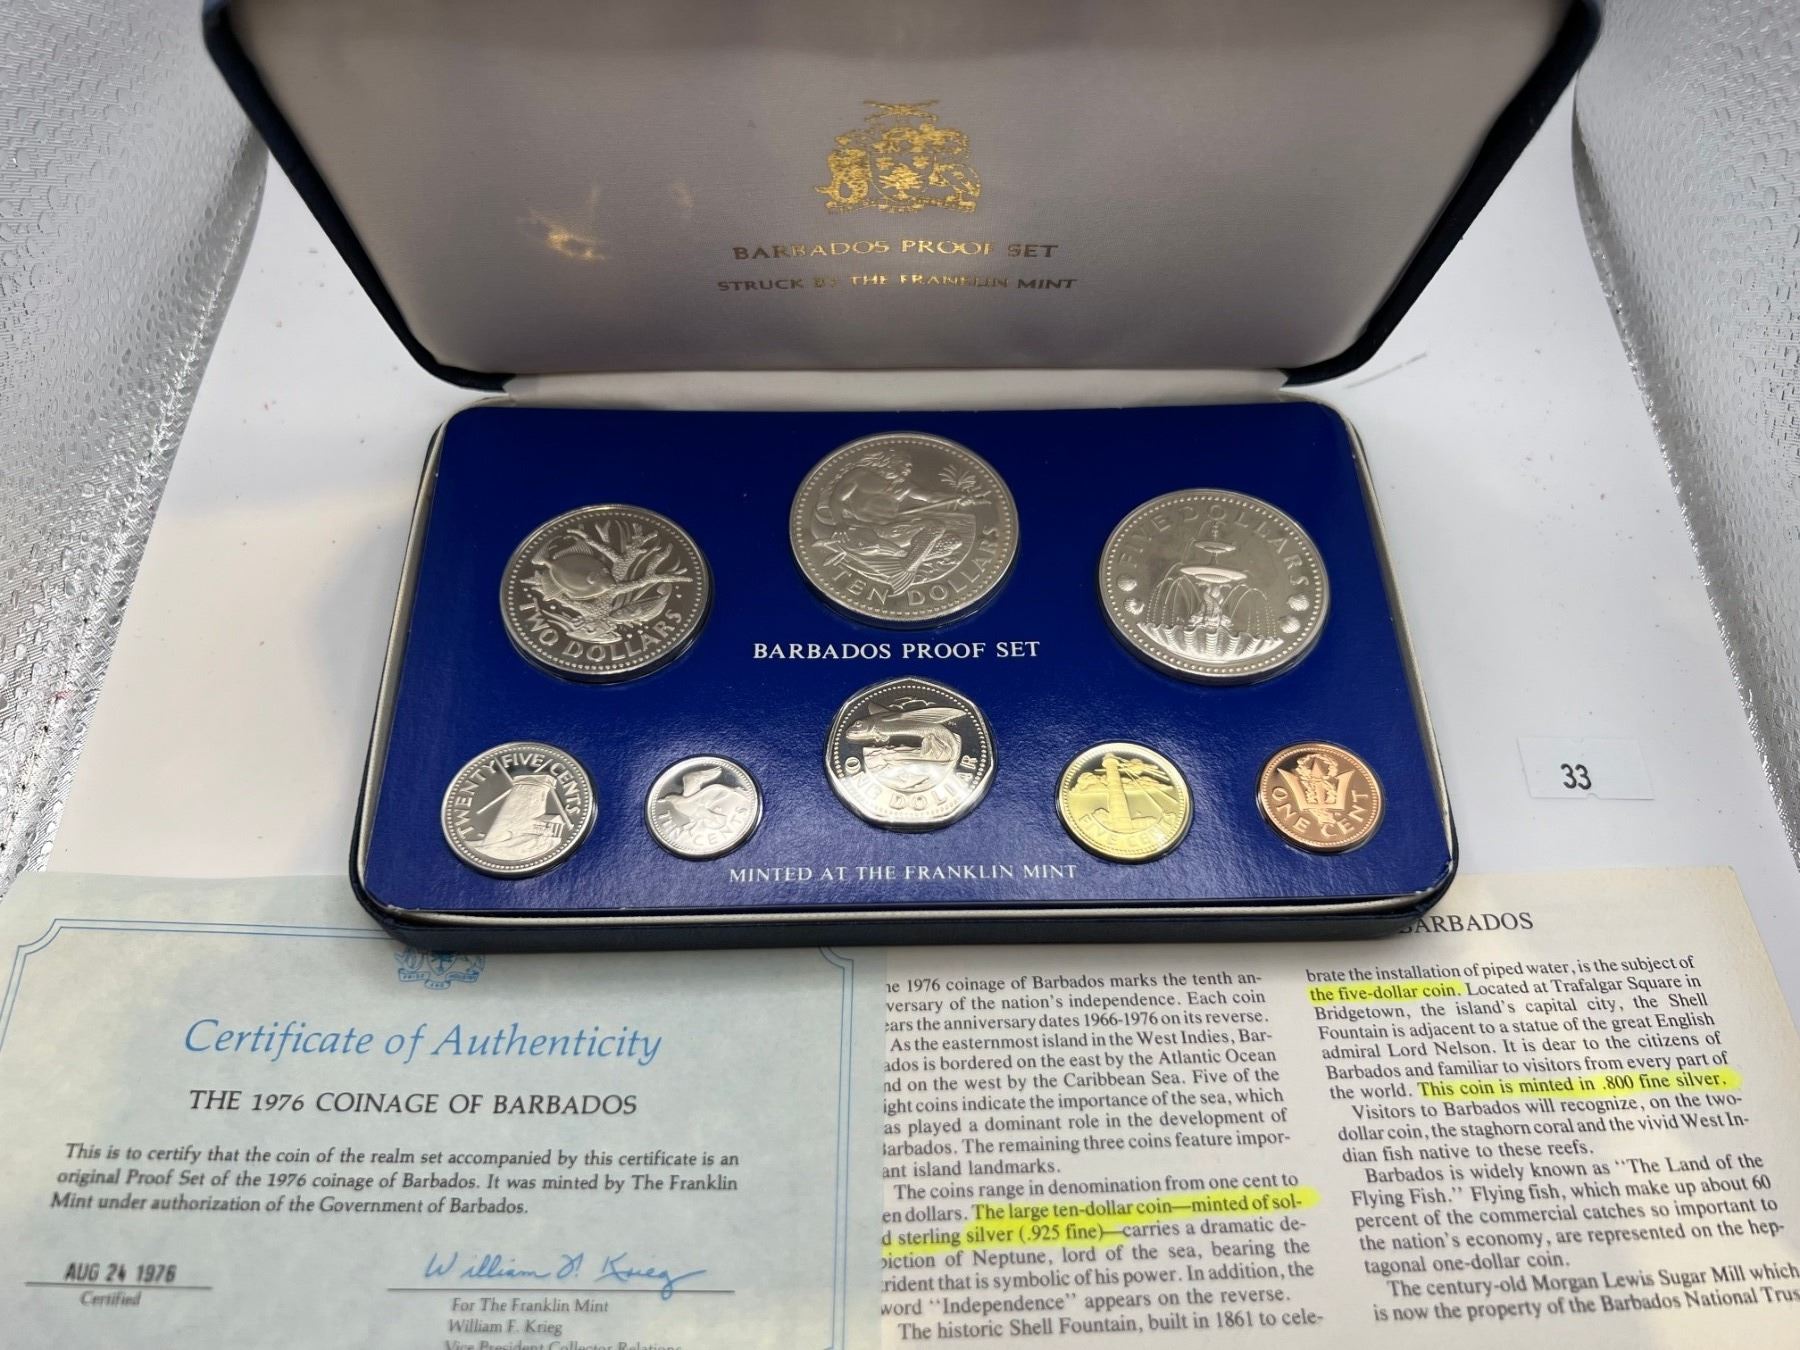 BARBADOS PROOF SET
STRUCK BY THE FRANKLIN MINT
TWO DOLLARS
TEN DOLLARS
FIVE DOLLARS
BARBADOS PROOF SET
TWENTY FIVE CENTS
TEN CENTS
ONE DOLLAR
FIVE CENTS
ONE CENT
MINTED AT THE FRANKLIN MINT
33
Certificate of Authenticity
THE 1976 COINAGE OF BARBADOS
This is to certify that the coin of the realm set accompanied by this certificate is an
original Proof Set of the 1976 coinage of Barbados. It was minted by The Franklin
Mint under authorization of the Government of Barbados.
AUG 24 1976
Certified
William F. Krieg
For The Franklin Mint
William F. Krieg
Vice President Collector Relations
BARBADOS
he 1976 coinage of Barbados marks the tenth an-
versary of the nation's independence. Each coin
ears the anniversary dates 1966-1976 on its reverse.
As the easternmost island in the West Indies, Bar-
ados is bordered on the east by the Atlantic Ocean
nd on the west by the Caribbean Sea. Five of the
ight coins indicate the importance of the sea, which
as played a dominant role in the development of
arbados. The remaining three coins feature impor-
ant island landmarks.
The coins range in denomination from one cent to
en dollars. The large ten-dollar coin—minted of sol-
d sterling silver (.925 fine)—carries a dramatic de-
iction of Neptune, lord of the sea, bearing the
rident that is symbolic of his power. In addition, the
word "Independence" appears on the reverse.
The historic Shell Fountain, built in 1861 to cele-
brate the installation of piped water, is the subject of
the five-dollar coin. Located at Trafalgar Square in
Bridgetown, the island's capital city, the Shell
Fountain is adjacent to a statue of the great English
admiral Lord Nelson. It is dear to the citizens of
Barbados and familiar to visitors from every part of
the world. This coin is minted in .800 fine silver.
Visitors to Barbados will recognize, on the two-
dollar coin, the staghorn coral and the vivid West In-
dian fish native to these reefs.
Barbados is widely known as "The Land of the
Flying Fish." Flying fish, which make up about 60
percent of the commercial catches so important to
the nation's economy, are represented on the hep-
tagonal one-dollar coin.
The century-old Morgan Lewis Sugar Mill which
is now the property of the Barbados National Trus